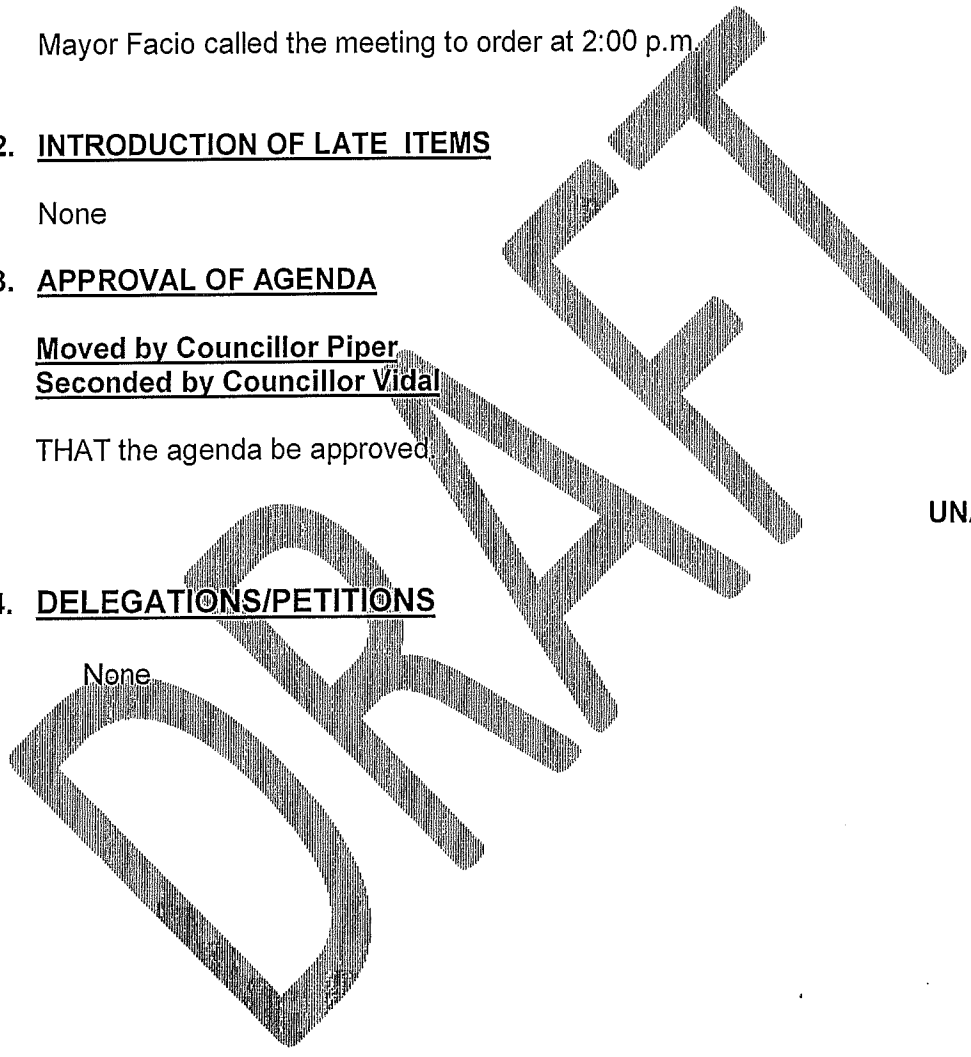 Mayor Facio called the meeting to order at 2:00 p.m.
2. INTRODUCTION OF LATE ITEMS
None
3. APPROVAL OF AGENDA
Moved by Councillor Piper
Seconded by Councillor Vidal
THAT the agenda be approved.
4. DELEGATIONS/PETITIONS
None
DRAFT